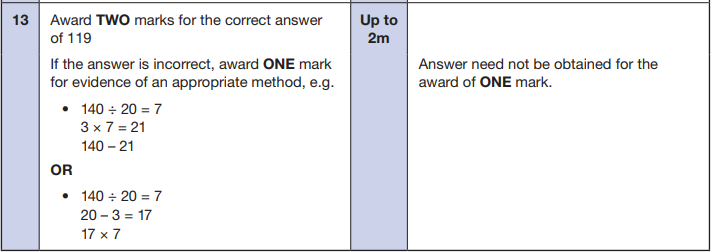 13 Award TWO marks for the correct answer of 119
Up to 2m
If the answer is incorrect, award ONE mark
for evidence of an appropriate method, e.g.
• 140 ÷ 20 = 7
3 × 7 = 21
140 – 21
OR
• 140 ÷ 20 = 7
20 – 3 = 17
17 × 7
Answer need not be obtained for the
award of ONE mark.